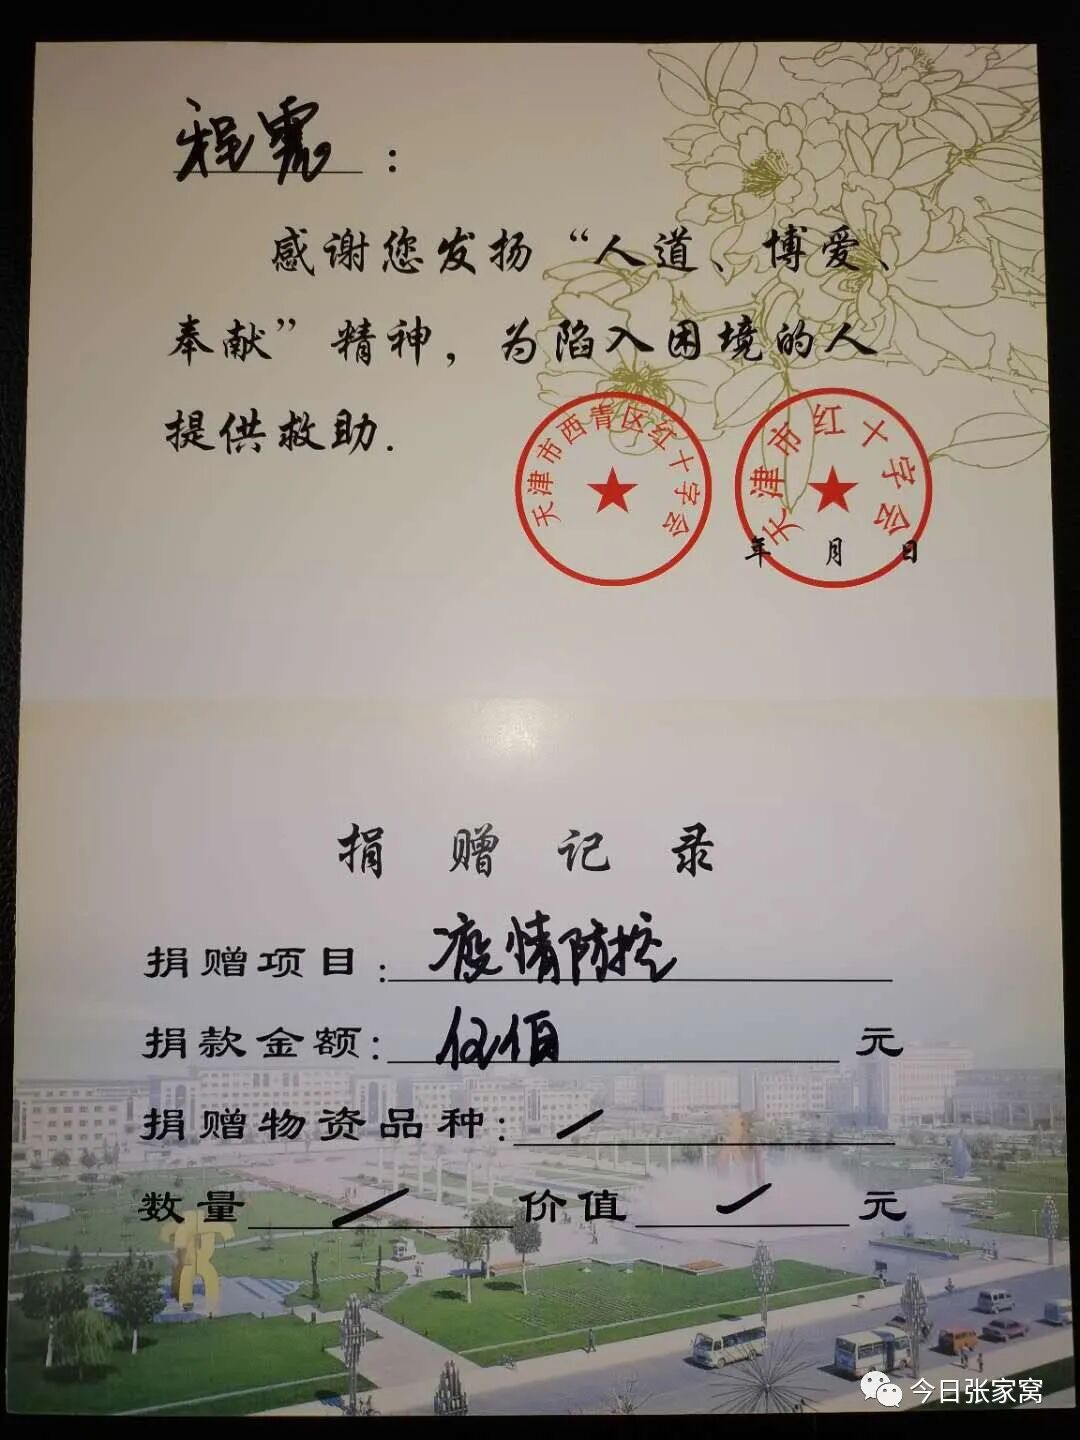 程霓：
感谢您发扬“人道、博爱、
奉献”精神，为陷入困境的人
提供救助.
天津市西青区红十字会
天津市红十字会
年 月 日
捐赠记录
捐赠项目：疫情防控
捐款金额：伍佰 元
捐赠物资品种：/
数量 / 价值 / 元
今日张家窝